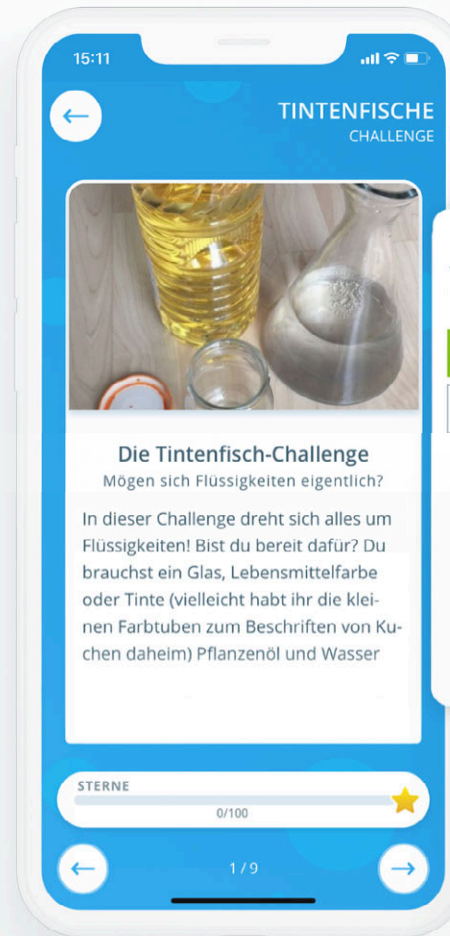 15:11
TINTENFISCHE
CHALLENGE
Die Tintenfisch-Challenge
Mögen sich Flüssigkeiten eigentlich?
In dieser Challenge dreht sich alles um
Flüssigkeiten! Bist du bereit dafür? Du
brauchst ein Glas, Lebensmittelfarbe
oder Tinte (vielleicht habt ihr die klei-
nen Farbtuben zum Beschriften von Ku-
chen daheim) Pflanzenöl und Wasser
STERNE
0/100
1/9